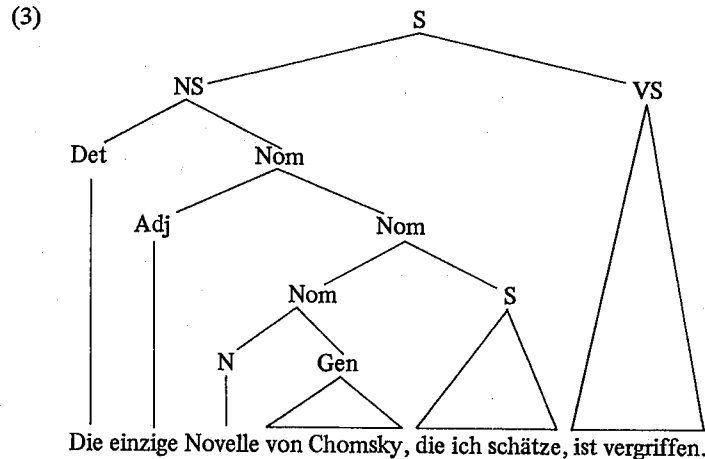 (3)
S
NS VS
Det Nom
Adj Nom
Nom S
N Gen
Die einzige Novelle von Chomsky, die ich schätze, ist vergriffen.